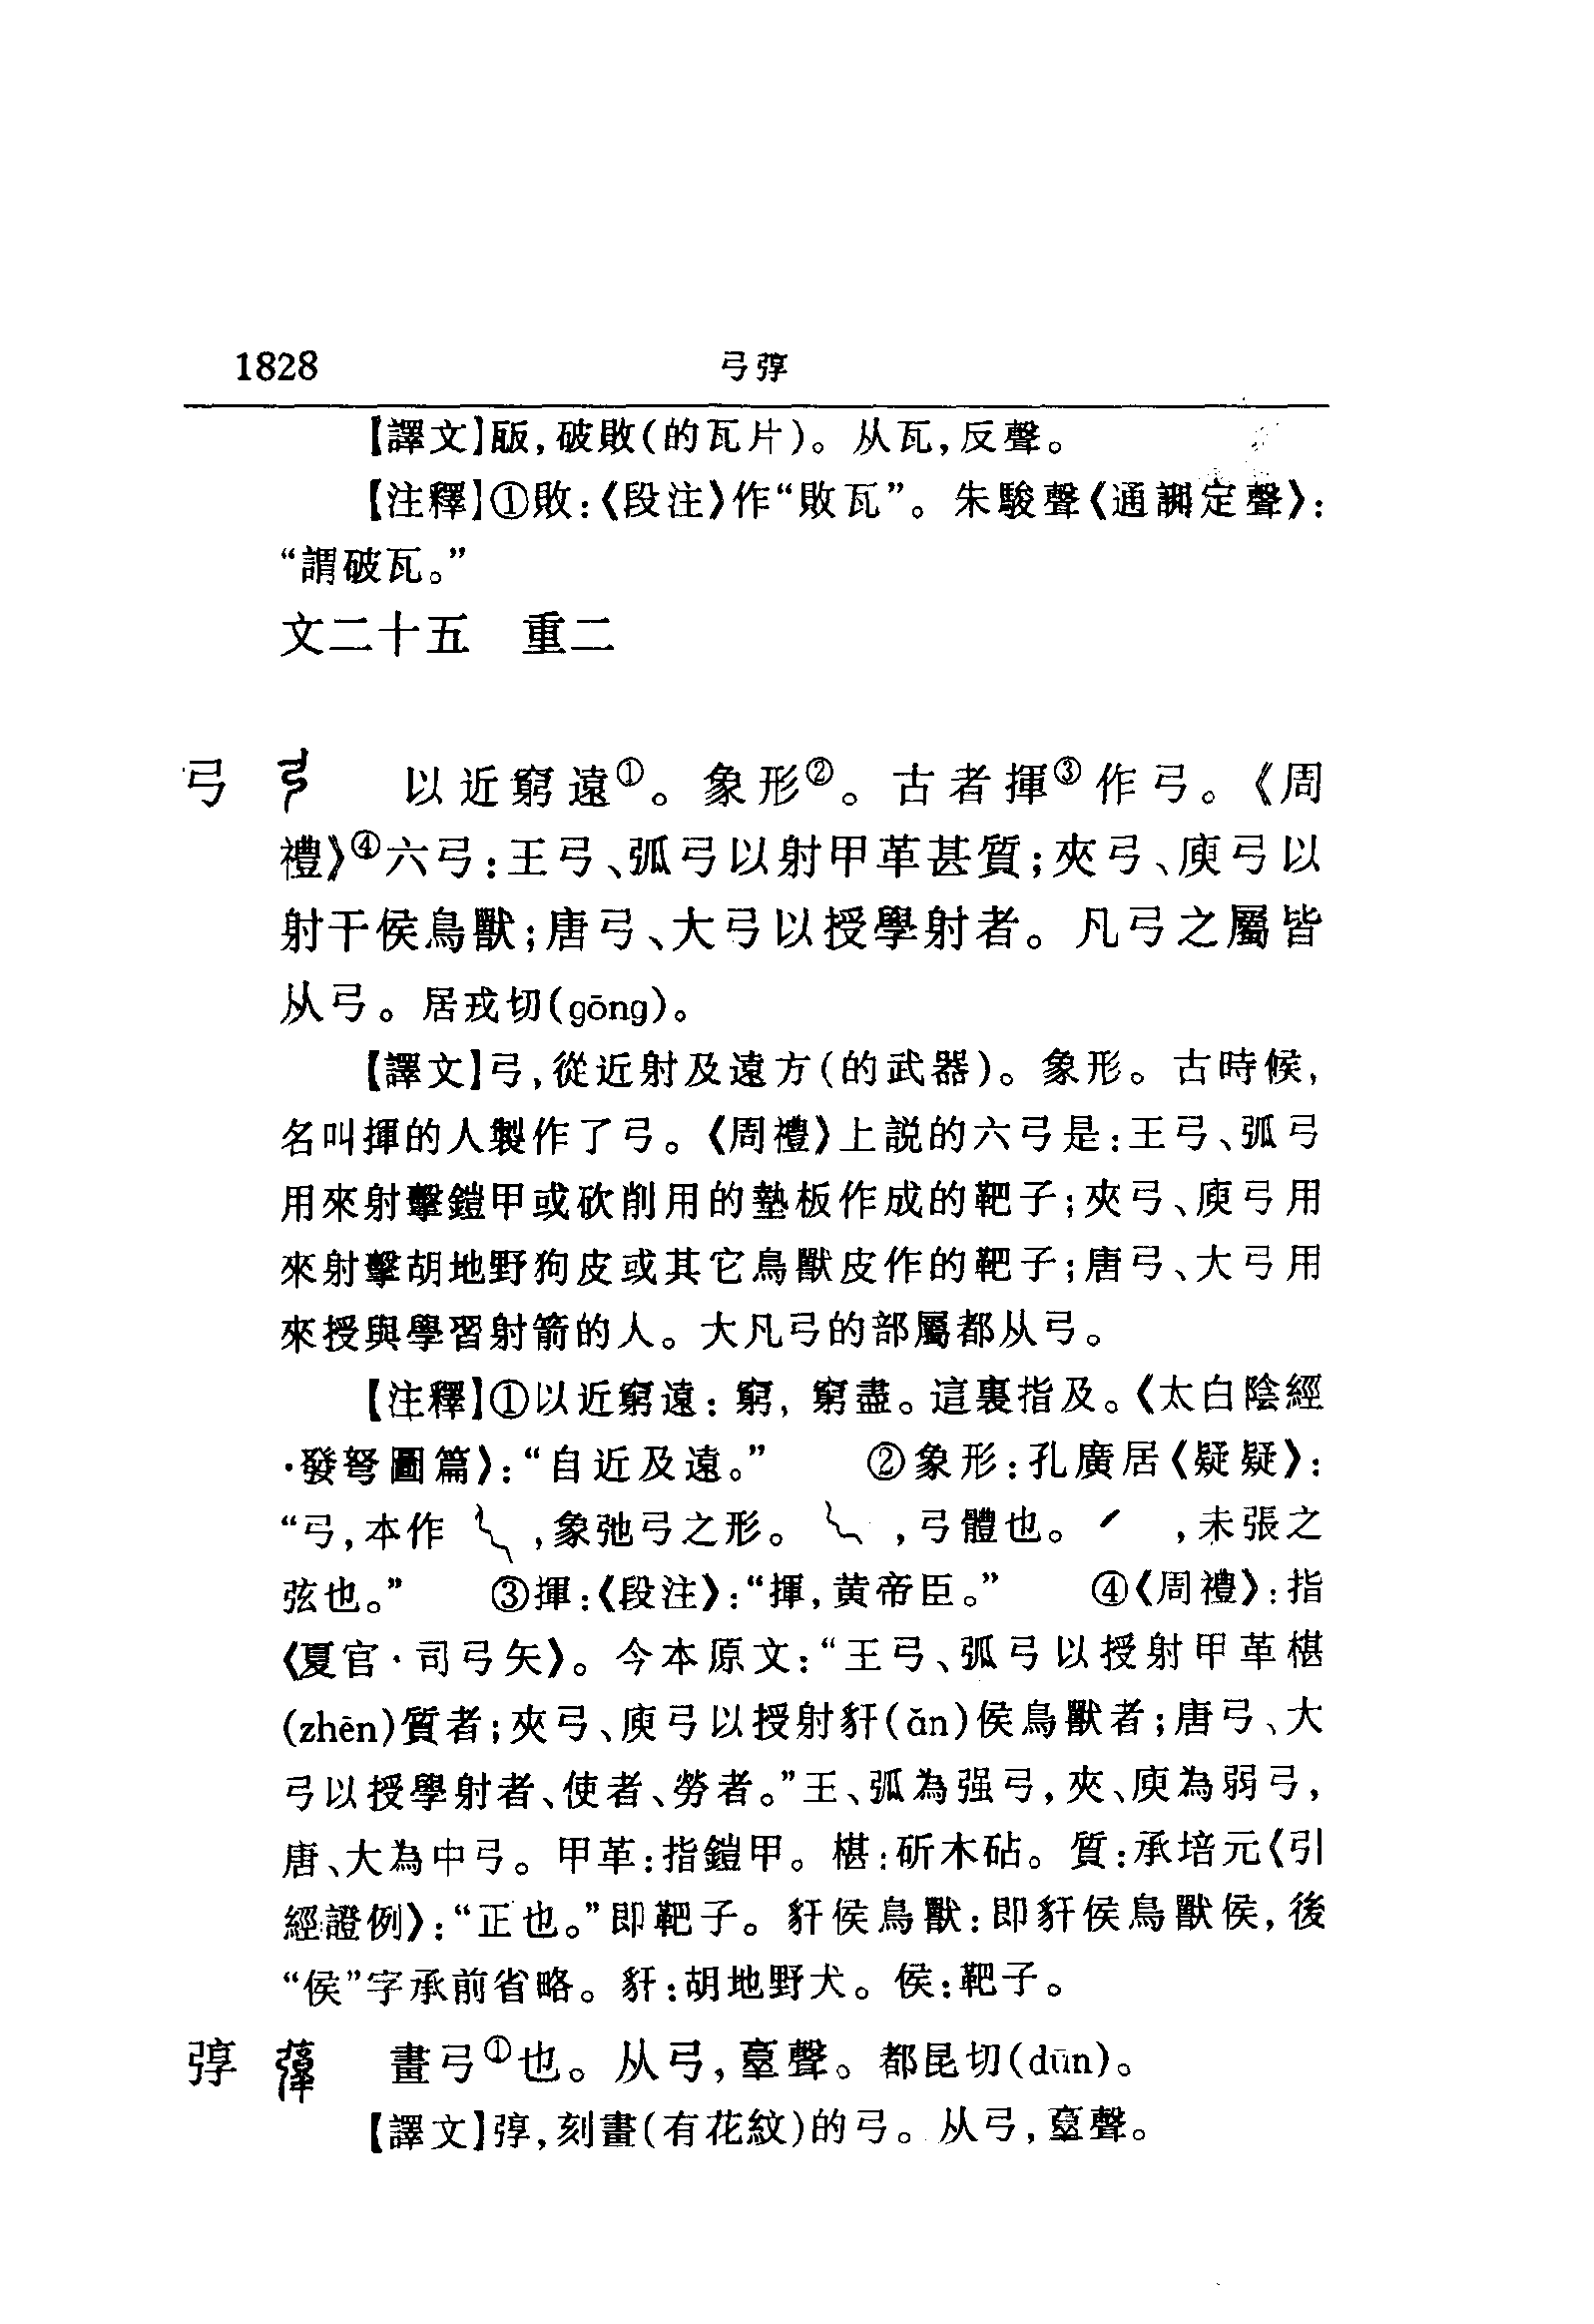 1828 弓弴
【譯文】瓪,破敗(的瓦片)。从瓦,反聲。
【注釋】①敗:《段注》作“敗瓦”。朱駿聲《通訓定聲》:
“謂破瓦。”
文二十五 重二
弓 以近窮遠①。象形②。古者揮③作弓。《周
禮》④六弓:王弓、弧弓以射甲革甚質;夾弓、庾弓以
射干侯鳥獸;唐弓、大弓以授學射者。凡弓之屬皆
从弓。居戎切(gōng)。
【譯文】弓,從近射及遠方(的武器)。象形。古時候,
名叫揮的人製作了弓。《周禮》上説的六弓是:王弓、弧弓
用來射擊鎧甲或砍削用的墊板作成的靶子;夾弓、庾弓用
來射擊胡地野狗皮或其它鳥獸皮作的靶子;唐弓、大弓用
來授與學習射箭的人。大凡弓的部屬都从弓。
【注釋】①以近窮遠:窮,窮盡。這裏指及。《太白陰經
·發弩圖篇》:“自近及遠。” ②象形:孔廣居《疑疑》:
“弓,本作 ,象弛弓之形。 ,弓體也。 ,未張之
弦也。” ③揮:《段注》:“揮,黄帝臣。” ④《周禮》:指
《夏官·司弓矢》。今本原文:“王弓、弧弓以授射甲革椹
(zhēn)質者;夾弓、庾弓以授射豻(ǎn)侯鳥獸者;唐弓、大
弓以授學射者、使者、勞者。”王、弧為强弓,夾、庾為弱弓,
唐、大為中弓。甲革:指鎧甲。椹:斫木砧。質:承培元《引
經證例》:“正也。”即靶子。豻侯鳥獸:即豻侯鳥獸侯,後
“侯”字承前省略。豻:胡地野犬。侯:靶子。
弴 畫弓①也。从弓,𦎫聲。都昆切(dūn)。
【譯文】弴,刻畫(有花紋)的弓。从弓,𦎫聲。